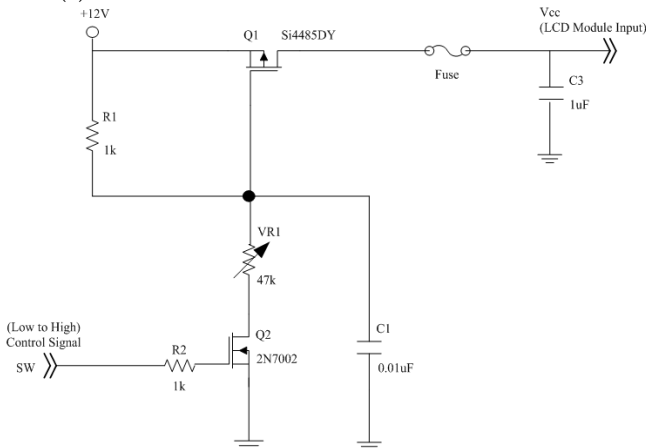 +12V
Q1
Si4485DY
Vcc
(LCD Module Input)
Fuse
C3
1uF
R1
1k
VR1
47k
(Low to High)
Control Signal
SW
R2
1k
Q2
2N7002
C1
0.01uF